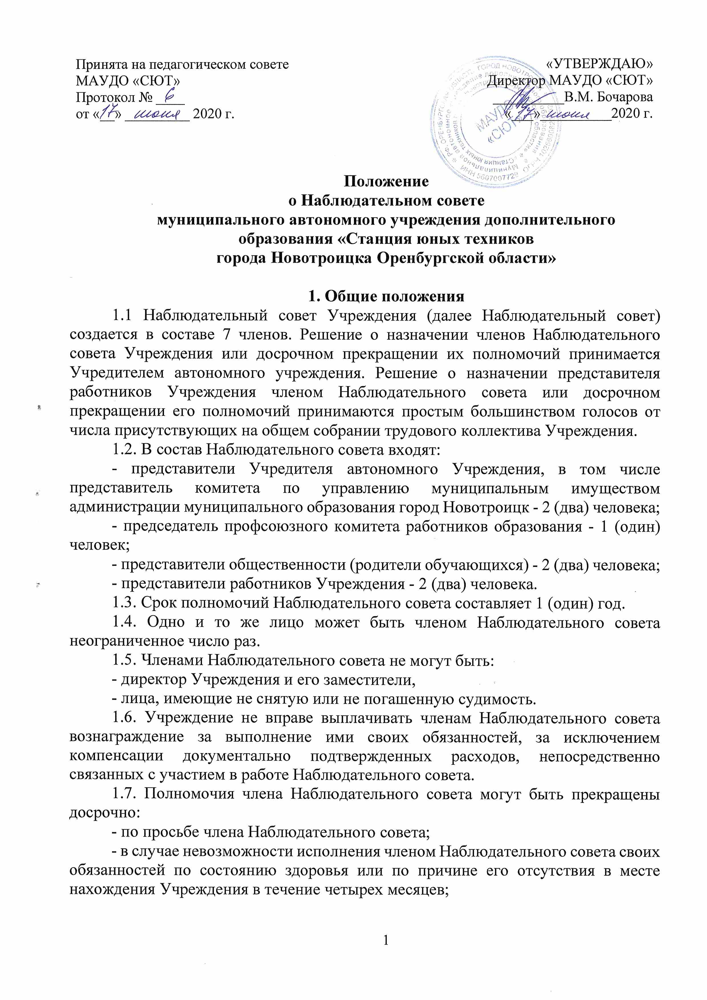 Принята на педагогическом совете
МАУДО «СЮТ»
Протокол № 6
от «17» июня 2020 г.
«УТВЕРЖДАЮ»
Директор МАУДО «СЮТ»
В.М. Бочарова
«17» июня 2020 г.
МАУДО
«СЮТ»
ИНН 5607007729
Положение
о Наблюдательном совете
муниципального автономного учреждения дополнительного
образования «Станция юных техников
города Новотроицка Оренбургской области»
1. Общие положения
1.1 Наблюдательный совет Учреждения (далее Наблюдательный совет)
создается в составе 7 членов. Решение о назначении членов Наблюдательного
совета Учреждения или досрочном прекращении их полномочий принимается
Учредителем автономного учреждения. Решение о назначении представителя
работников Учреждения членом Наблюдательного совета или досрочном
прекращении его полномочий принимаются простым большинством голосов от
числа присутствующих на общем собрании трудового коллектива Учреждения.
1.2. В состав Наблюдательного совета входят:
- представители Учредителя автономного Учреждения, в том числе
представитель комитета по управлению муниципальным имуществом
администрации муниципального образования город Новотроицк - 2 (два) человека;
- председатель профсоюзного комитета работников образования - 1 (один)
человек;
- представители общественности (родители обучающихся) - 2 (два) человека;
- представители работников Учреждения - 2 (два) человека.
1.3. Срок полномочий Наблюдательного совета составляет 1 (один) год.
1.4. Одно и то же лицо может быть членом Наблюдательного совета
неограниченное число раз.
1.5. Членами Наблюдательного совета не могут быть:
- директор Учреждения и его заместители,
- лица, имеющие не снятую или не погашенную судимость.
1.6. Учреждение не вправе выплачивать членам Наблюдательного совета
вознаграждение за выполнение ими своих обязанностей, за исключением
компенсации документально подтвержденных расходов, непосредственно
связанных с участием в работе Наблюдательного совета.
1.7. Полномочия члена Наблюдательного совета могут быть прекращены
досрочно:
- по просьбе члена Наблюдательного совета;
- в случае невозможности исполнения членом Наблюдательного совета своих
обязанностей по состоянию здоровья или по причине его отсутствия в месте
нахождения Учреждения в течение четырех месяцев;
1